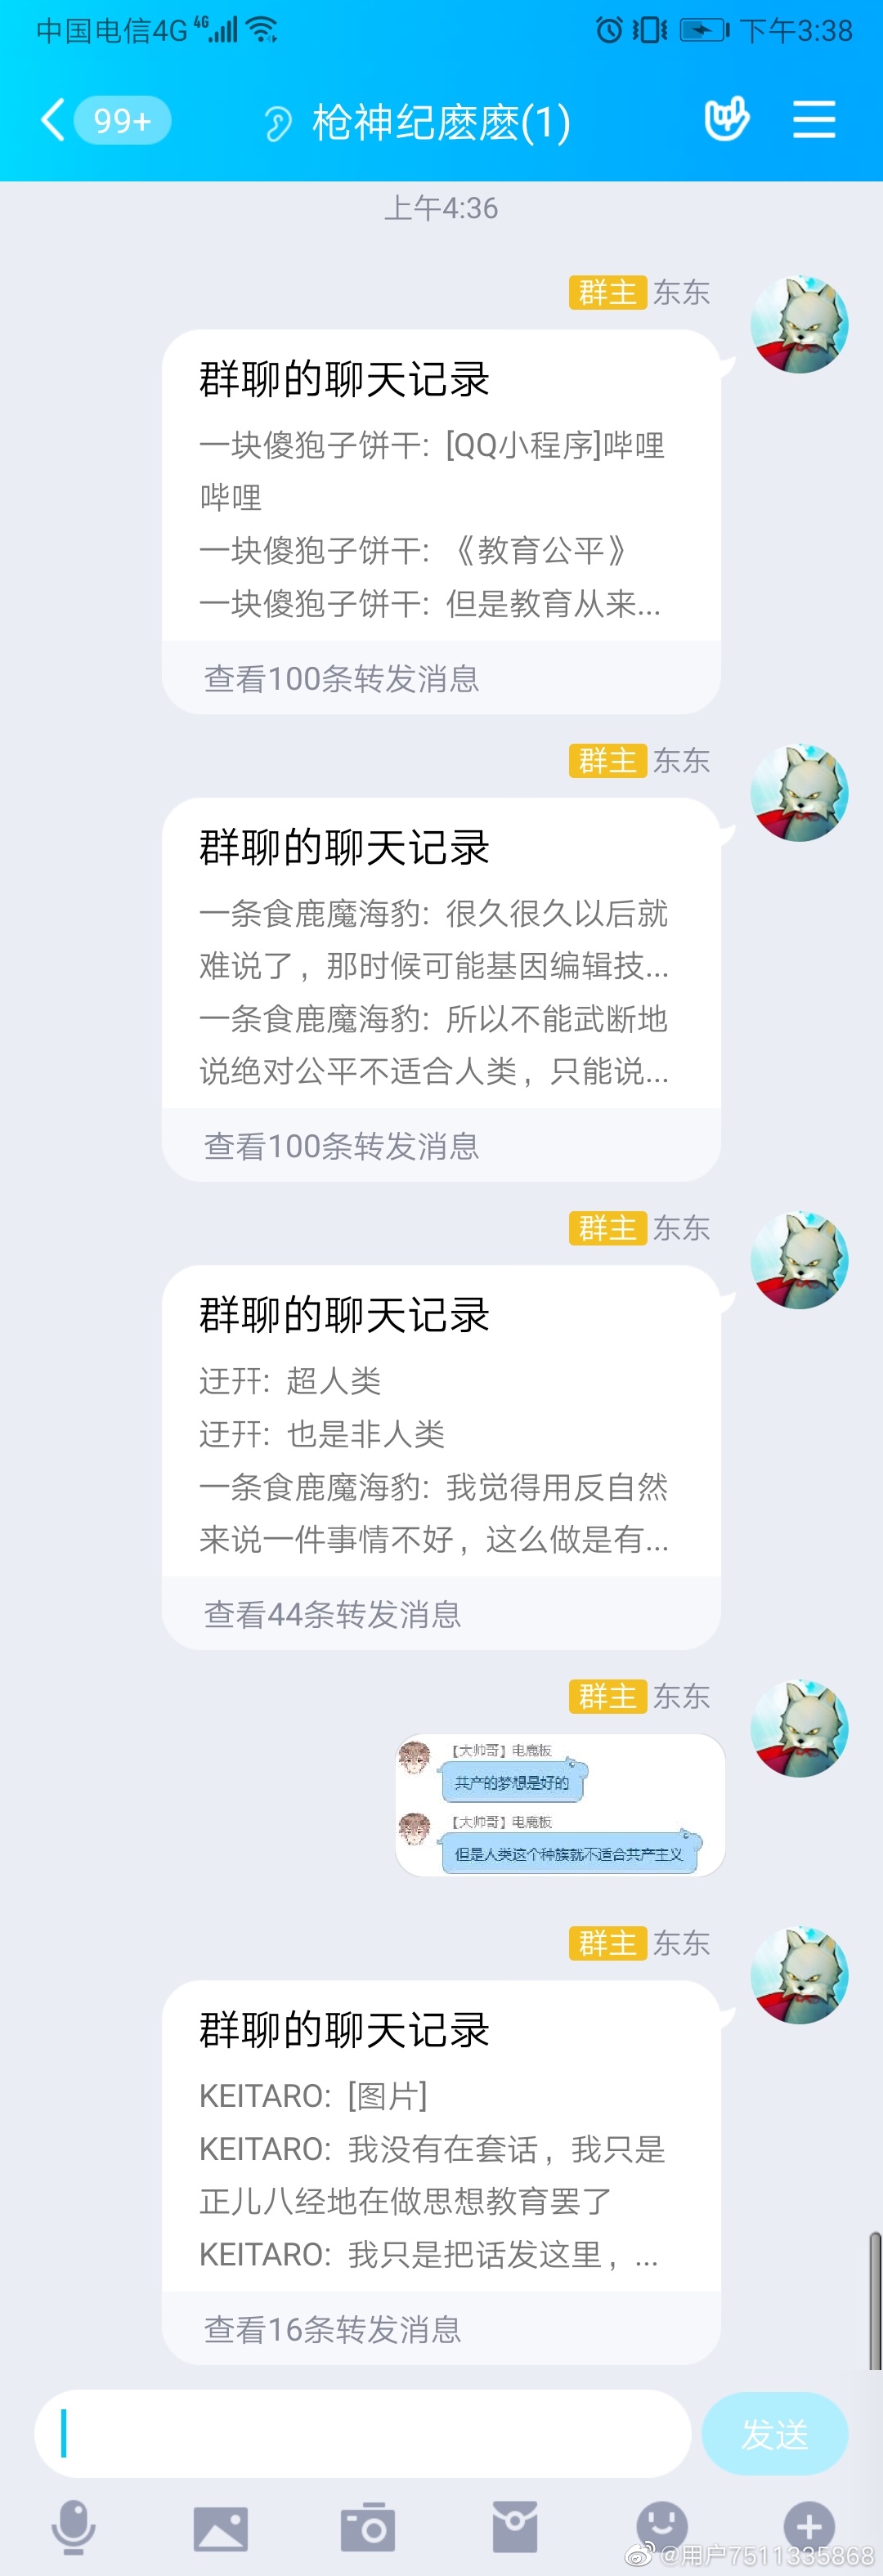 中国电信4G 4G 下午3:38
99+ 枪神纪麽麽(1)
上午4:36
群主 东东
群聊的聊天记录
一块傻狍子饼干: [QQ小程序]哔哩
哔哩
一块傻狍子饼干: 《教育公平》
一块傻狍子饼干: 但是教育从来...
查看100条转发消息
群主 东东
群聊的聊天记录
一条食鹿魔海豹: 很久很久以后就
难说了，那时候可能基因编辑技...
一条食鹿魔海豹: 所以不能武断地
说绝对公平不适合人类，只能说...
查看100条转发消息
群主 东东
群聊的聊天记录
迂幵: 超人类
迂幵: 也是非人类
一条食鹿魔海豹: 我觉得用反自然
来说一件事情不好，这么做是有...
查看44条转发消息
群主 东东
【大帅哥】电鹿板
共产的梦想是好的
【大帅哥】电鹿板
但是人类这个种族就不适合共产主义
群主 东东
群聊的聊天记录
KEITARO: [图片]
KEITARO: 我没有在套话，我只是
正儿八经地在做思想教育罢了
KEITARO: 我只是把话发这里，...
查看16条转发消息
发送
@用户7511335868